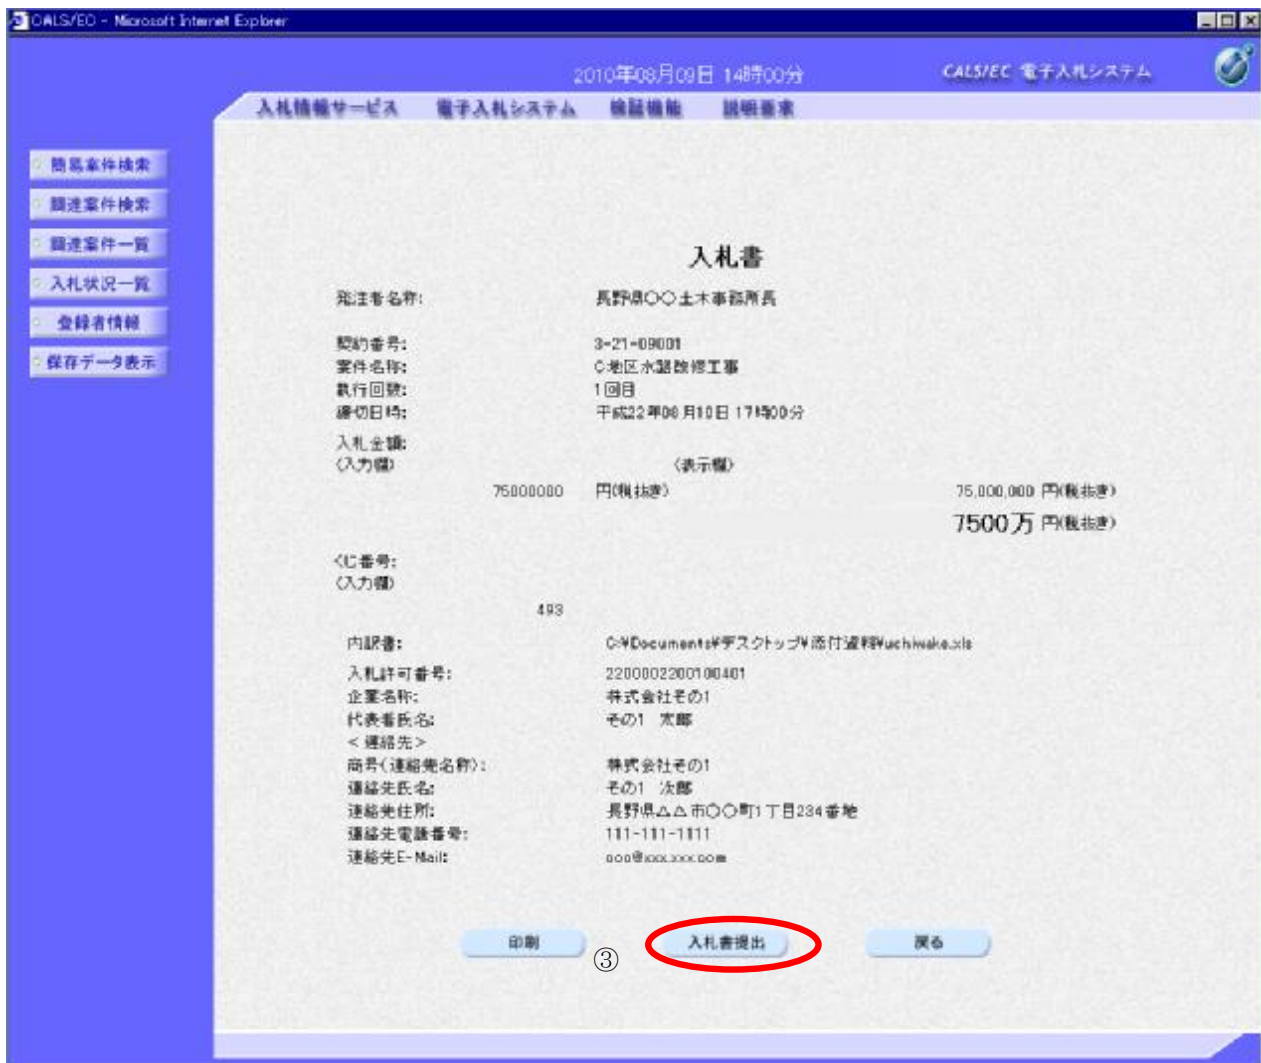 CALS/EC - Microsoft Internet Explorer
2010年08月09日 14時00分
CALS/EC 電子入札システム
入札情報サービス 電子入札システム 検証機能 説明要求
簡易案件検索
調達案件検索
調達案件一覧
入札状況一覧
登録者情報
保存データ表示
入札書
発注者名称: 長野県〇〇土木事務所長
契約番号: 3-21-09001
案件名称: C地区水路改修工事
執行回数: 1回目
締切日時: 平成22年08月10日 17時00分
入札金額:
(入力欄) (表示欄)
75000000 円(税抜き) 75,000,000 円(税抜き)
7500万 円(税抜き)
くじ番号:
(入力欄)
493
内訳書: C:¥Documents¥デスクトップ¥添付資料¥uchiwake.xls
入札許可番号: 2200002200100401
企業名称: 株式会社その1
代表者氏名: その1 太郎
<連絡先>
商号(連絡先名称): 株式会社その1
連絡先氏名: その1 次郎
連絡先住所: 長野県△△市〇〇町1丁目234番地
連絡先電話番号: 111-111-1111
連絡先E-Mail: ooo@xxx.xxx.com
印刷 ③ 入札書提出 戻る